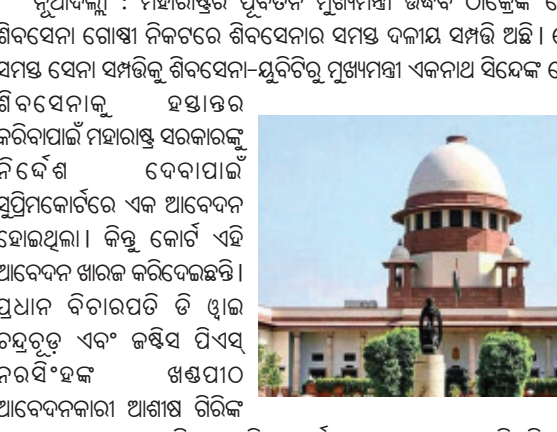 ନୂଆଦିଲ୍ଲୀ : ମହାରାଷ୍ଟ୍ରର ପୂର୍ବତନ ମୁଖ୍ୟମନ୍ତ୍ରୀ ଉଦ୍ଧବ ଠାକ୍ରେଙ୍କ
ଶିବସେନା ଗୋଷ୍ଠୀ ନିକଟରେ ଶିବସେନାର ସମସ୍ତ ଦଳୀୟ ସମ୍ପତ୍ତି ଅଛି ।
ସମସ୍ତ ସେନା ସମ୍ପତ୍ତିକୁ ଶିବସେନା-ୟୁବିଟିରୁ ମୁଖ୍ୟମନ୍ତ୍ରୀ ଏକନାଥ ସିନ୍ଦେଙ୍କ
ଶିବସେନାକୁ ହସ୍ତାନ୍ତର
କରିବାପାଇଁ ମହାରାଷ୍ଟ୍ର ସରକାରଙ୍କୁ
ନିର୍ଦ୍ଦେଶ ଦେବାପାଇଁ
ସୁପ୍ରିମକୋର୍ଟରେ ଏକ ଆବେଦନ
ହୋଇଥିଲା । କିନ୍ତୁ କୋର୍ଟ ଏହି
ଆବେଦନ ଖାରଜ କରିଦେଇଛନ୍ତି ।
ପ୍ରଧାନ ବିଚାରପତି ଡି ୱାଇ
ଚନ୍ଦ୍ରଚୂଡ଼ ଏବଂ ଜଷ୍ଟିସ ପିଏସ୍
ନରସିଂହଙ୍କ ଖଣ୍ଡପୀଠ
ଆବେଦନକାରୀ ଆଶୀଷ ଗିରିଙ୍କ